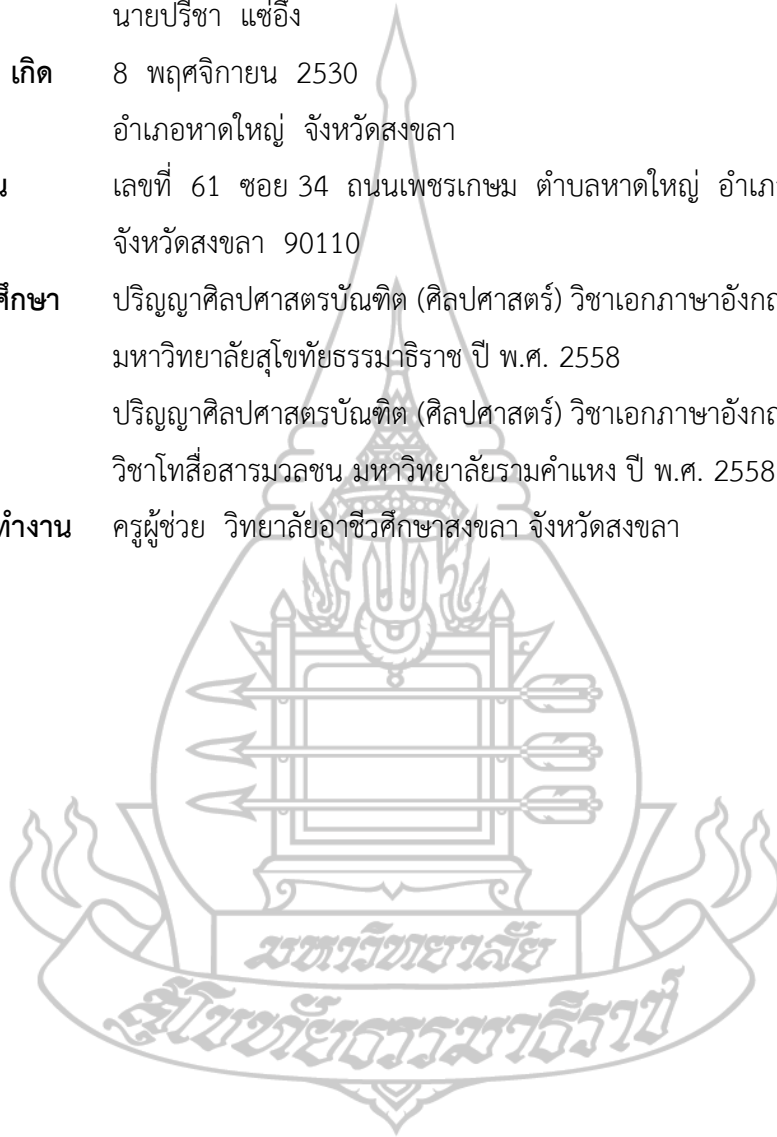 นายปรีชา แซ่อึ้ง
เกิด 8 พฤศจิกายน 2530
อำเภอหาดใหญ่ จังหวัดสงขลา
เลขที่ 61 ซอย 34 ถนนเพชรเกษม ตำบลหาดใหญ่
จังหวัดสงขลา 90110
ปริญญาศิลปศาสตรบัณฑิต (ศิลปศาสตร์) วิชาเอกภาษาอังกฤษ
มหาวิทยาลัยสุโขทัยธรรมาธิราช ปี พ.ศ. 2558
ปริญญาศิลปศาสตรบัณฑิต (ศิลปศาสตร์) วิชาเอกภาษาอังกฤษ
วิชาโทสื่อสารมวลชน มหาวิทยาลัยรามคำแหง ปี พ.ศ. 2558
ทำงาน ครูผู้ช่วย วิทยาลัยอาชีวศึกษาสงขลา จังหวัดสงขลา
มหาวิทยาลัย
สุโขทัยธรรมาธิราช